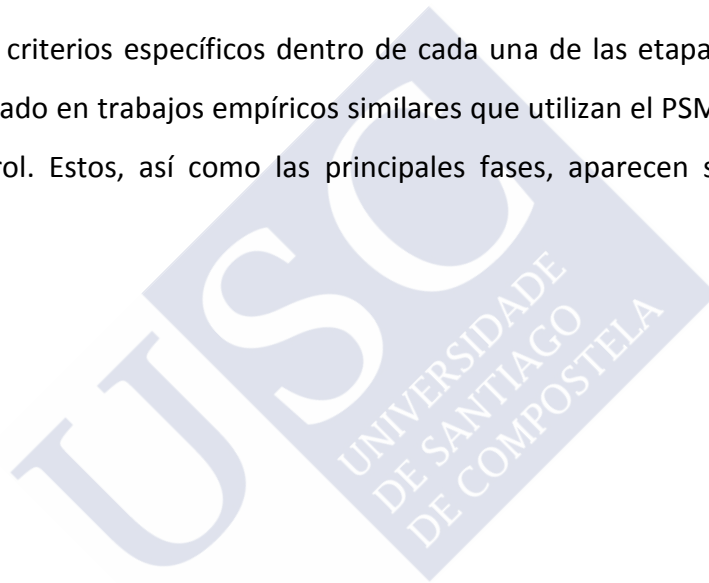 criterios específicos dentro de cada una de las etapa
ado en trabajos empíricos similares que utilizan el PSM
rol. Estos, así como las principales fases, aparecen s
USC
UNIVERSIDADE
DE SANTIAGO
DE COMPOSTELA